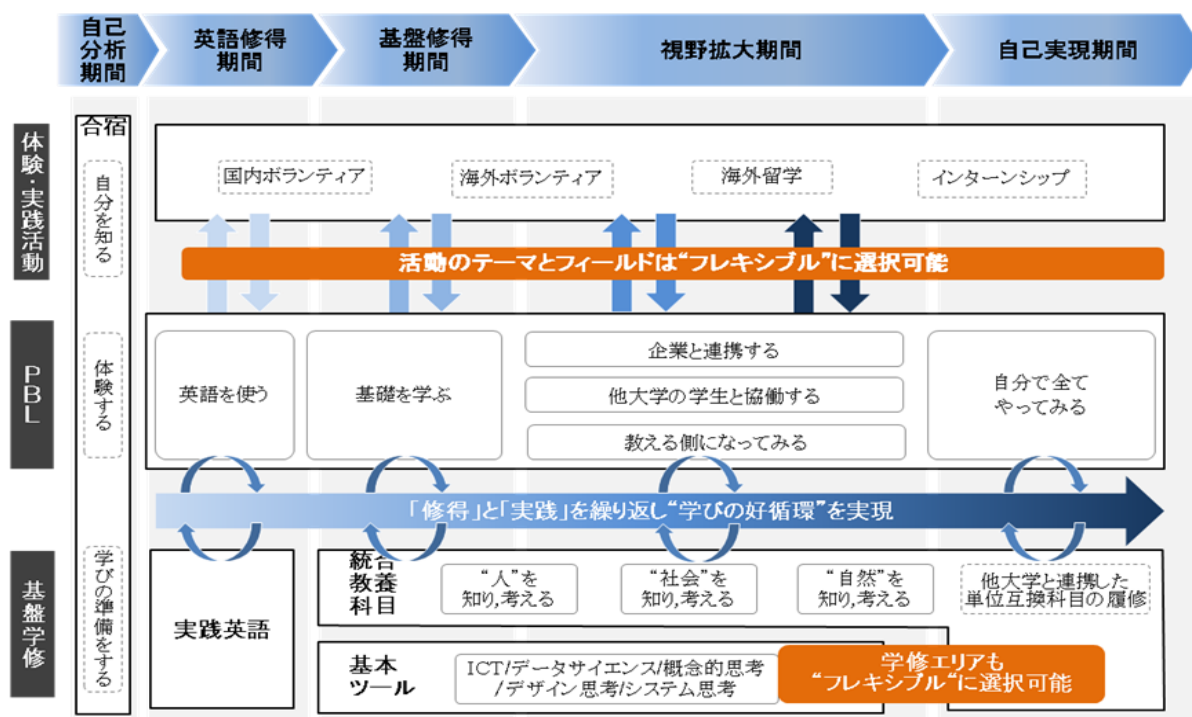 自己
分析
期間
英語修得
期間
基盤修得
期間
視野拡大期間
自己実現期間
体験・実践活動
合宿
自分を知る
国内ボランティア
海外ボランティア
海外留学
インターンシップ
活動のテーマとフィールドは“フレキシブル”に選択可能
PBL
体験する
英語を使う
基礎を学ぶ
企業と連携する
他大学の学生と協働する
教える側になってみる
自分で全て
やってみる
「修得」と「実践」を繰り返し“学びの好循環”を実現
基盤学修
学びの準備をする
実践英語
統合
教養
科目
“人”を
知り,考える
“社会”を
知り,考える
“自然”を
知り,考える
他大学と連携した
単位互換科目の履修
基本
ツール
ICT/データサイエンス/概念的思考
/デザイン思考/システム思考
学修エリアも
“フレキシブル“に選択可能